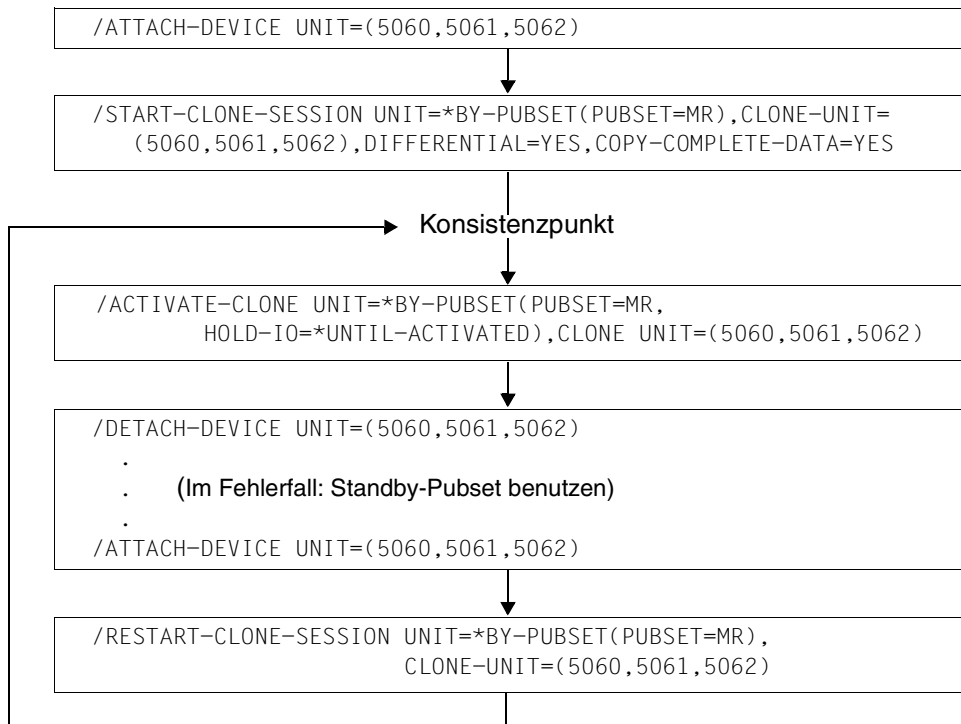 /ATTACH-DEVICE UNIT=(5060,5061,5062)
/START-CLONE-SESSION UNIT=*BY-PUBSET(PUBSET=MR),CLONE-UNIT=
(5060,5061,5062),DIFFERENTIAL=YES,COPY-COMPLETE-DATA=YES
Konsistenzpunkt
/ACTIVATE-CLONE UNIT=*BY-PUBSET(PUBSET=MR,
HOLD-IO=*UNTIL-ACTIVATED),CLONE UNIT=(5060,5061,5062)
/DETACH-DEVICE UNIT=(5060,5061,5062)
.
. (Im Fehlerfall: Standby-Pubset benutzen)
.
/ATTACH-DEVICE UNIT=(5060,5061,5062)
/RESTART-CLONE-SESSION UNIT=*BY-PUBSET(PUBSET=MR),
CLONE-UNIT=(5060,5061,5062)